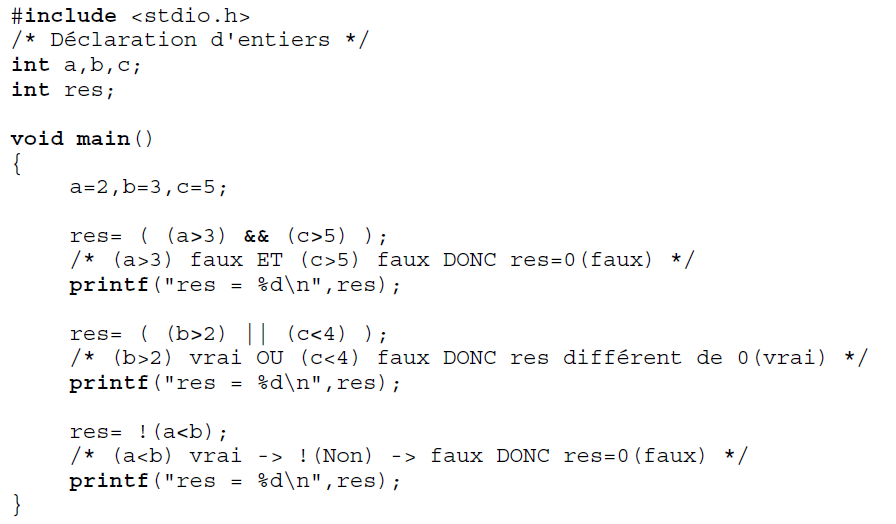 #include <stdio.h>
/* Déclaration d'entiers */
int a,b,c;
int res;
void main()
{
a=2,b=3,c=5;
res= ( (a>3) && (c>5) );
/* (a>3) faux ET (c>5) faux DONC res=0(faux) */
printf("res = %d\n",res);
res= ( (b>2) || (c<4) );
/* (b>2) vrai OU (c<4) faux DONC res différent de 0(vrai) */
printf("res = %d\n",res);
res= !(a<b);
/* (a<b) vrai -> !(Non) -> faux DONC res=0(faux) */
printf("res = %d\n",res);
}